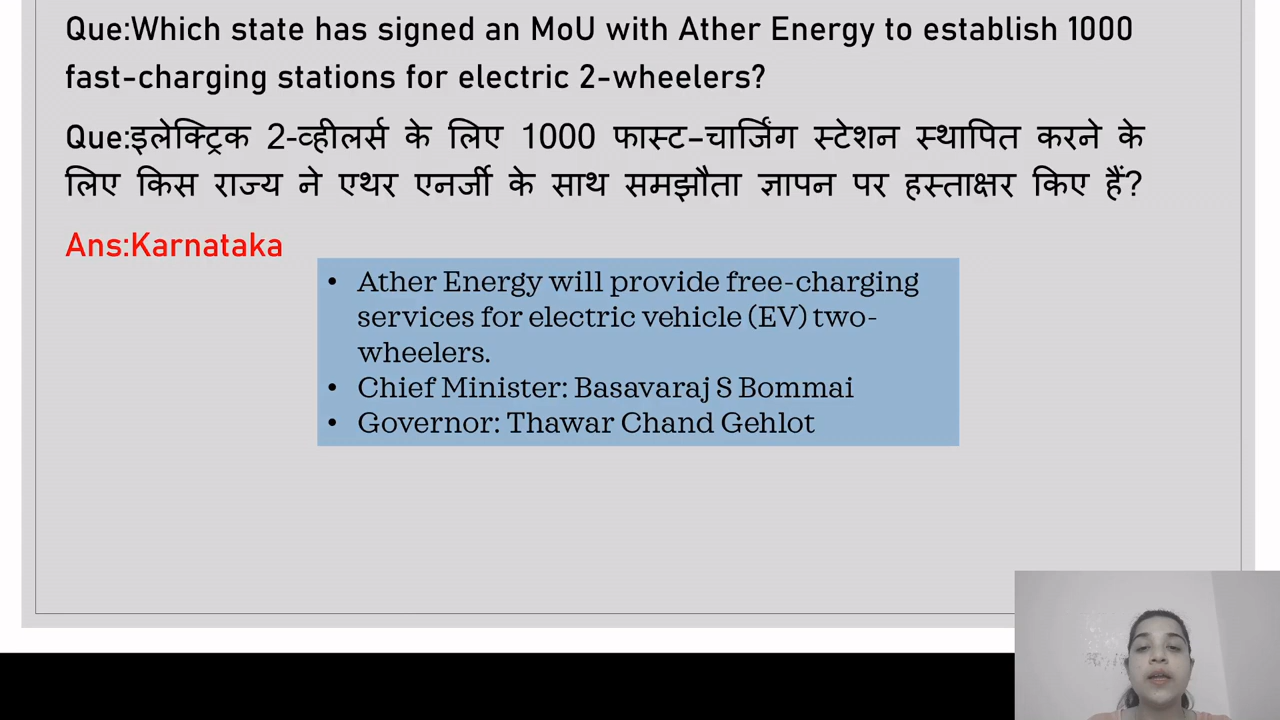 Que:Which state has signed an MoU with Ather Energy to establish 1000
fast-charging stations for electric 2-wheelers?
Que:इलेक्ट्रिक 2-व्हीलर्स के लिए 1000 फास्ट-चार्जिंग स्टेशन स्थापित करने के
लिए किस राज्य ने एथर एनर्जी के साथ समझौता ज्ञापन पर हस्ताक्षर किए हैं?
Ans:Karnataka
• Ather Energy will provide free-charging
services for electric vehicle (EV) two-
wheelers.
• Chief Minister: Basavaraj S Bommai
• Governor: Thawar Chand Gehlot